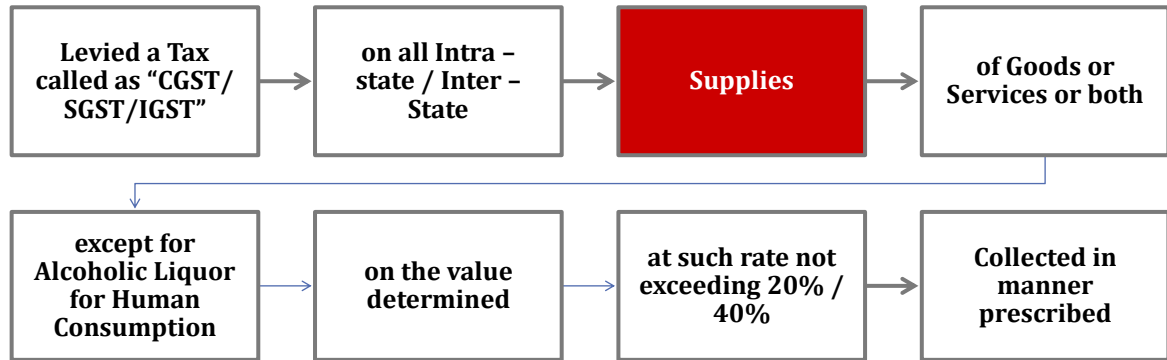 Levied a Tax
called as “CGST/
SGST/IGST”
on all Intra –
state / Inter –
State
Supplies
of Goods or
Services or both
except for
Alcoholic Liquor
for Human
Consumption
on the value
determined
at such rate not
exceeding 20% /
40%
Collected in
manner
prescribed